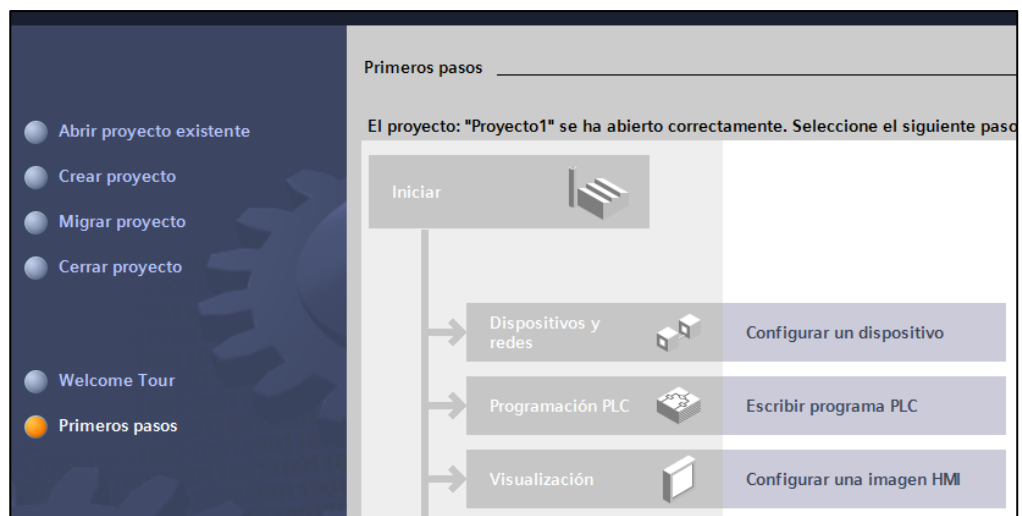 Primeros pasos
El proyecto: "Proyecto1" se ha abierto correctamente. Seleccione el siguiente paso
Abrir proyecto existente
Crear proyecto
Migrar proyecto
Cerrar proyecto
Welcome Tour
Primeros pasos
Iniciar
Dispositivos y
redes
Configurar un dispositivo
Programación PLC
Escribir programa PLC
Visualización
Configurar una imagen HMI